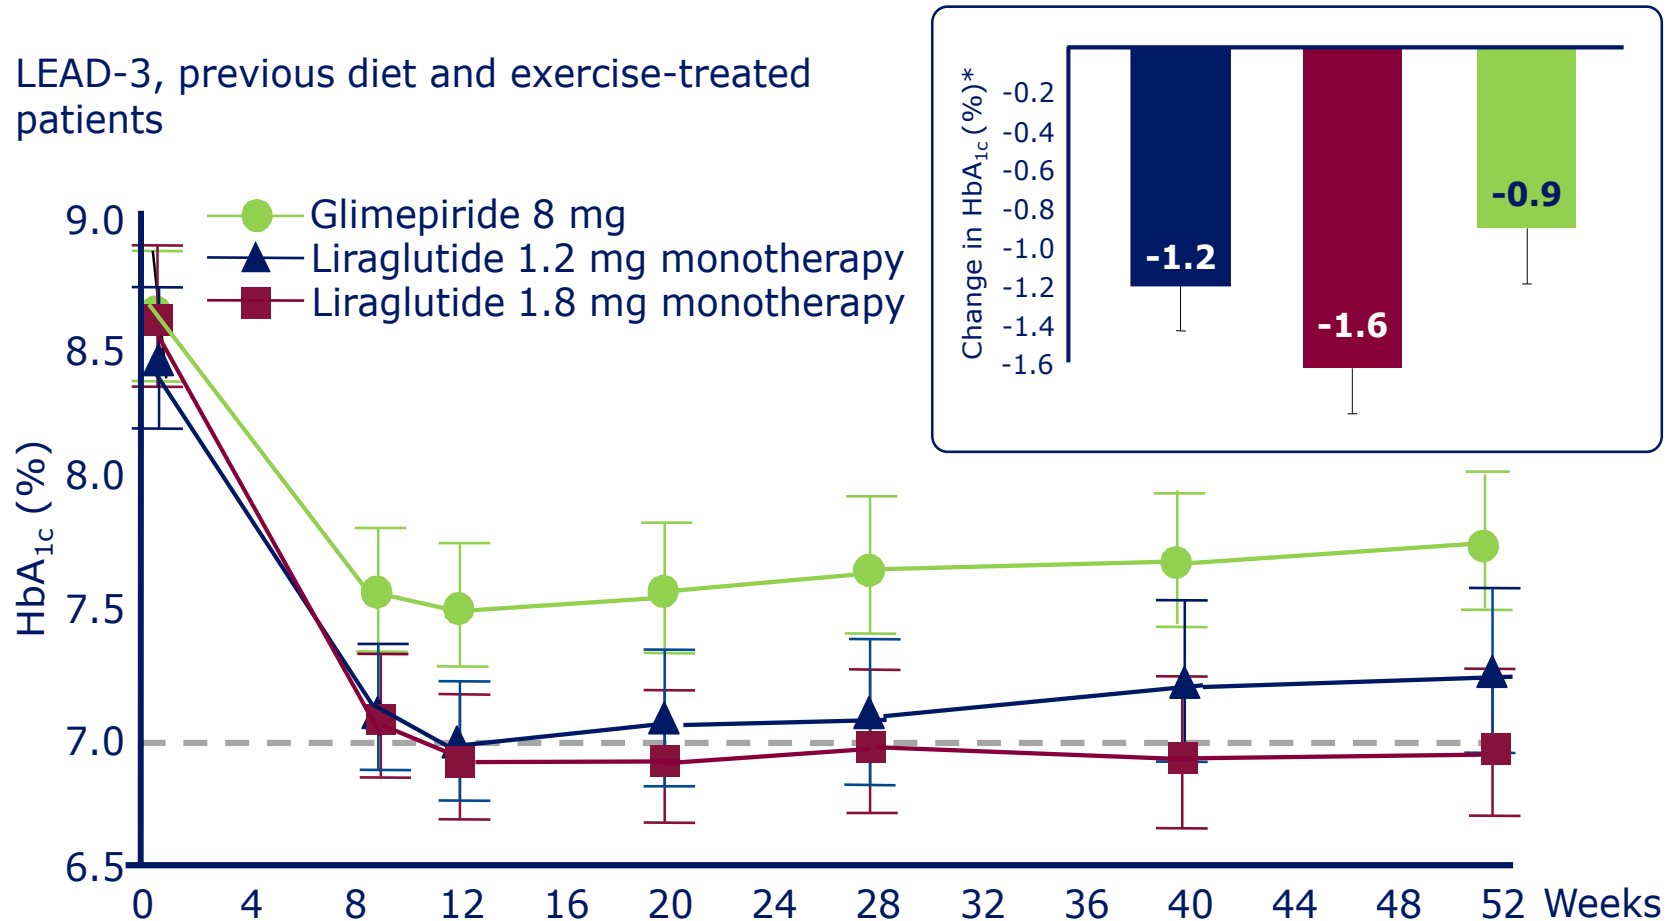 LEAD-3, previous diet and exercise-treated
patients
Glimepiride 8 mg
Liraglutide 1.2 mg monotherapy
Liraglutide 1.8 mg monotherapy
HbA1c (%)
9.0
8.5
8.0
7.5
7.0
6.5
0 4 8 12 16 20 24 28 32 36 40 44 48 52 Weeks
Change in HbA1c (%)*
-0.2
-0.4
-0.6
-0.8
-1.0
-1.2
-1.4
-1.6
-1.2
-1.6
-0.9